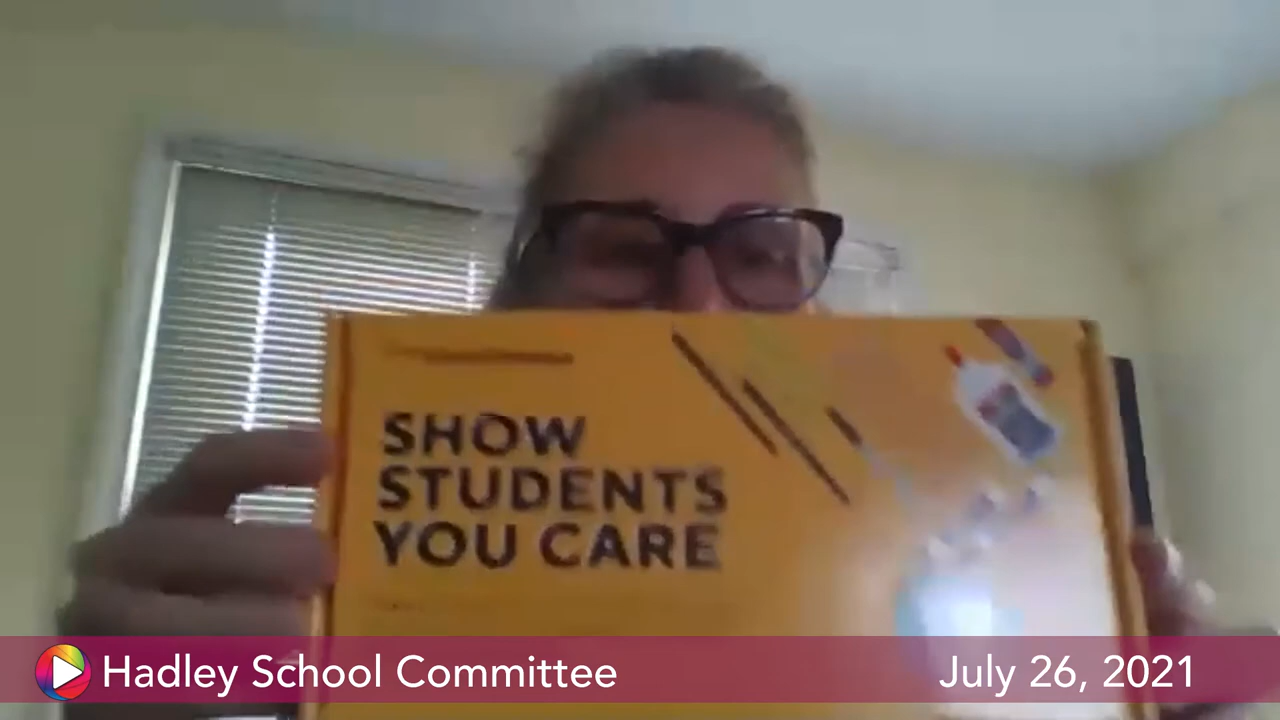 SHOW
STUDENTS
YOU CARE
Hadley School Committee
July 26, 2021